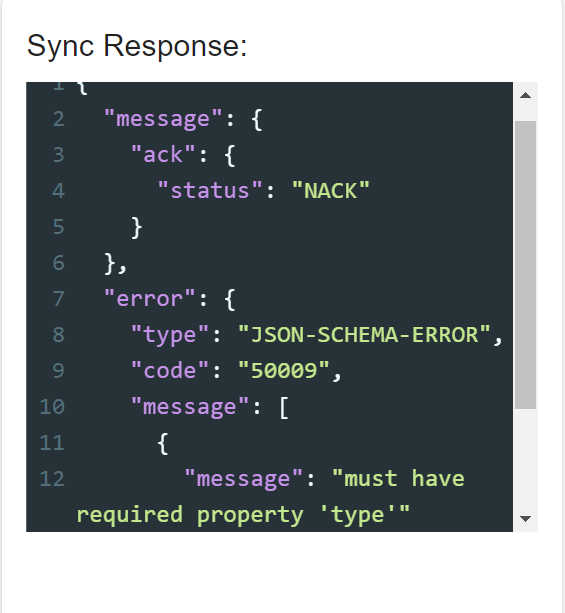 Sync Response:
1 {
2 "message": {
3 "ack": {
4 "status": "NACK"
5 }
6 },
7 "error": {
8 "type": "JSON-SCHEMA-ERROR",
9 "code": "50009",
10 "message": [
11 {
12 "message": "must have
required property 'type'"